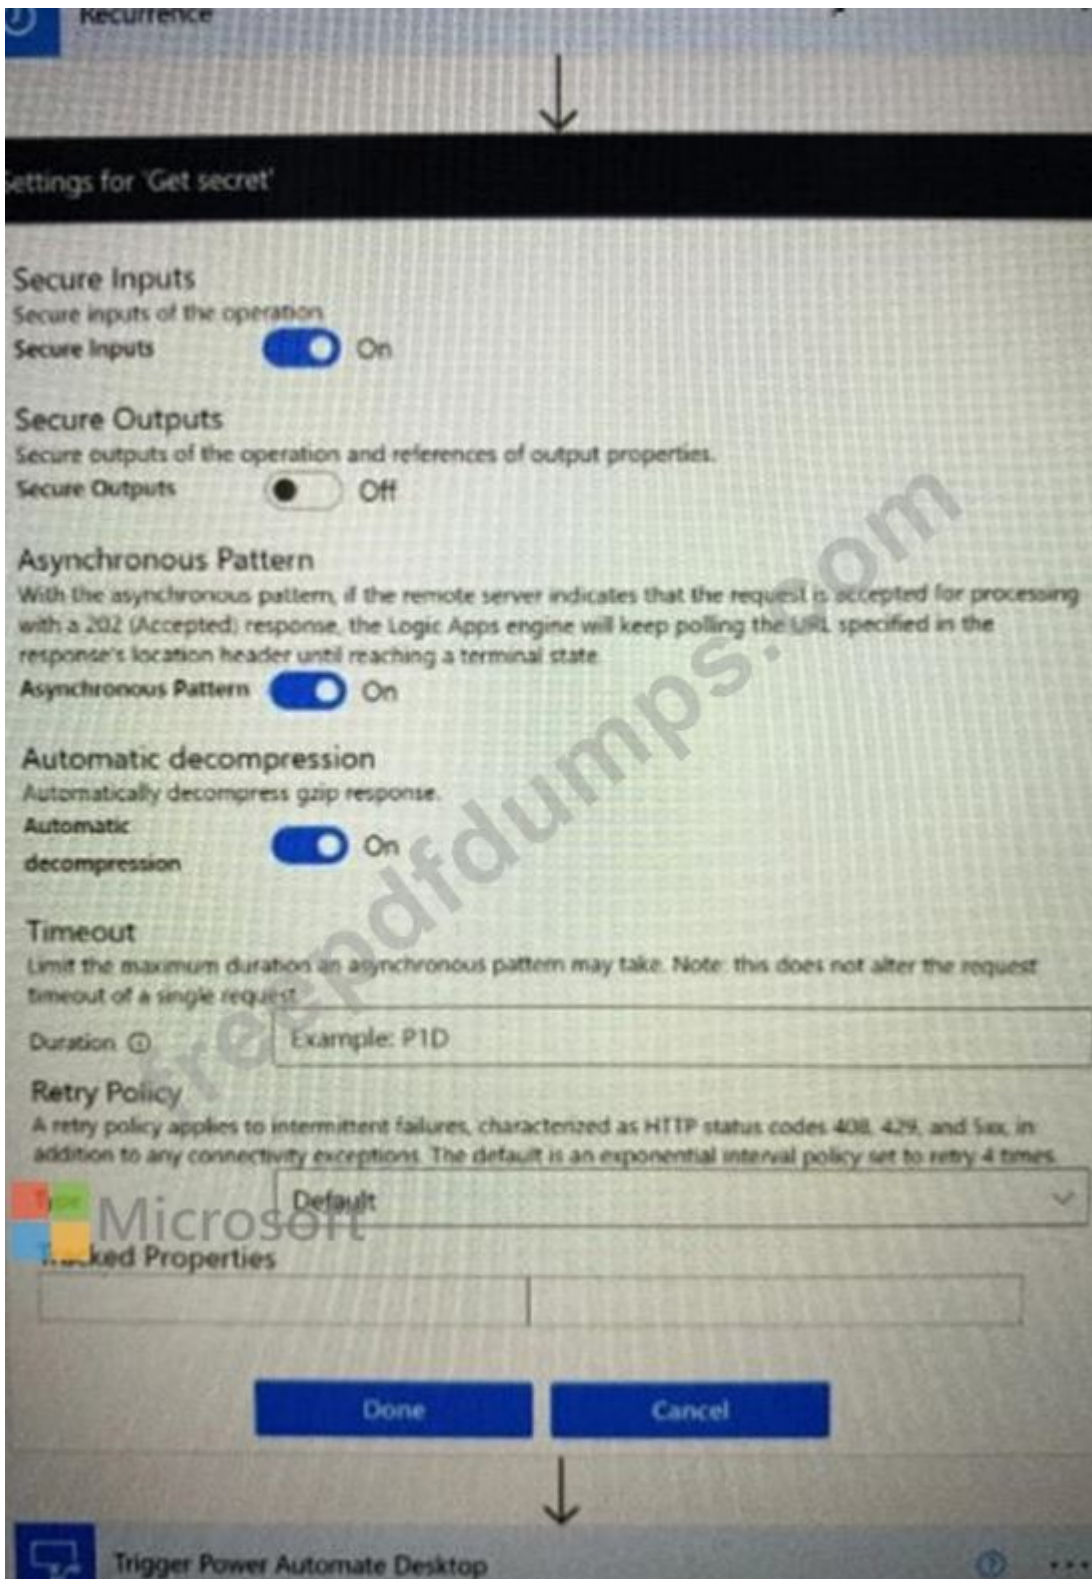 Recurrence
Settings for 'Get secret'
Secure Inputs
Secure inputs of the operation
Secure Inputs On
Secure Outputs
Secure outputs of the operation and references of output properties.
Secure Outputs Off
Asynchronous Pattern
With the asynchronous pattern, if the remote server indicates that the request is accepted for processing
with a 202 (Accepted) response, the Logic Apps engine will keep polling the URL specified in the
response's location header until reaching a terminal state.
Asynchronous Pattern On
Automatic decompression
Automatically decompress gzip response.
Automatic
decompression On
Timeout
Limit the maximum duration an asynchronous pattern may take. Note: this does not alter the request
timeout of a single request.
Duration Example: P1D
Retry Policy
A retry policy applies to intermittent failures, characterized as HTTP status codes 408, 429, and 5xx, in
addition to any connectivity exceptions. The default is an exponential interval policy set to retry 4 times.
Type Default
Microsoft
Tracked Properties
Done Cancel
Trigger Power Automate Desktop
freepdfdumps.com